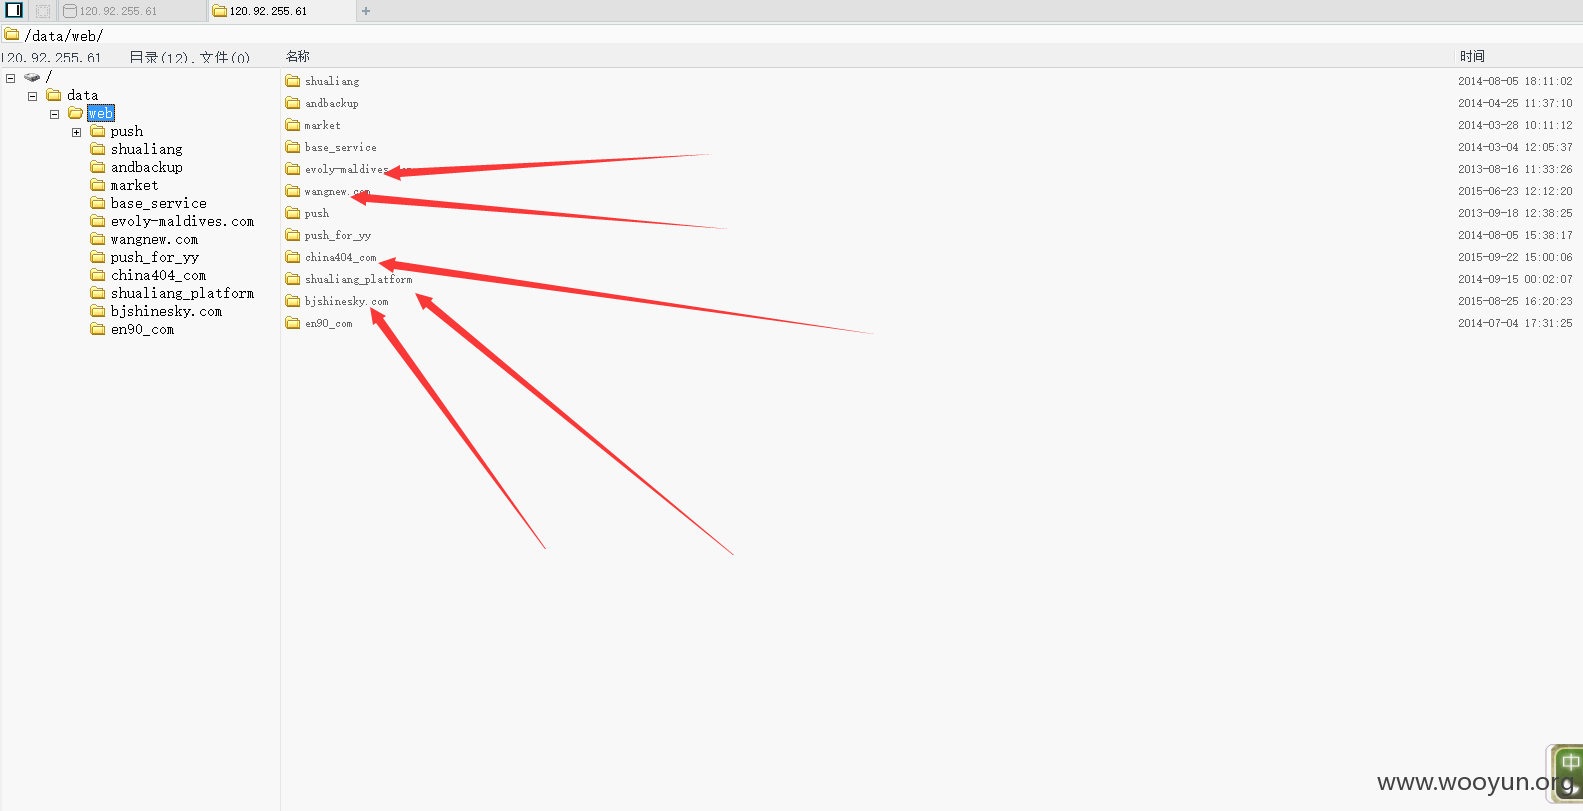 120.92.255.61 120.92.255.61 +
/data/web/
120.92.255.61 目录(12),文件(0) 名称 时间
/
data
web
push
shualiang
andbackup
market
base_service
evoly-maldives.com
wangnew.com
push_for_yy
china404_com
shualiang_platform
bjshinesky.com
en90_com
shualiang 2014-08-05 18:11:02
andbackup 2014-04-25 11:37:10
market 2014-03-28 10:11:12
base_service 2014-03-04 12:05:37
evoly-maldives.com 2013-08-16 11:33:26
wangnew.com 2015-06-23 12:12:20
push 2013-09-18 12:38:25
push_for_yy 2014-08-05 15:38:17
china404_com 2015-09-22 15:00:06
shualiang_platform 2014-09-15 00:02:07
bjshinesky.com 2015-08-25 16:20:23
en90_com 2014-07-04 17:31:25
中
www.wooyun.org